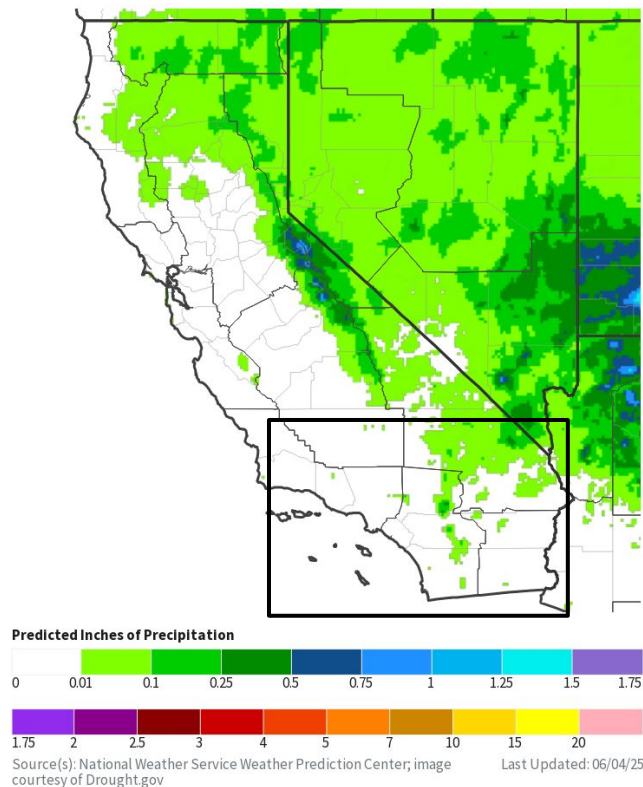 Predicted Inches of Precipitation
0 0.01 0.1 0.25 0.5 0.75 1 1.25 1.5 1.75
1.75 2 2.5 3 4 5 7 10 15 20
Source(s): National Weather Service Weather Prediction Center; image Last Updated: 06/04/25
courtesy of Drought.gov